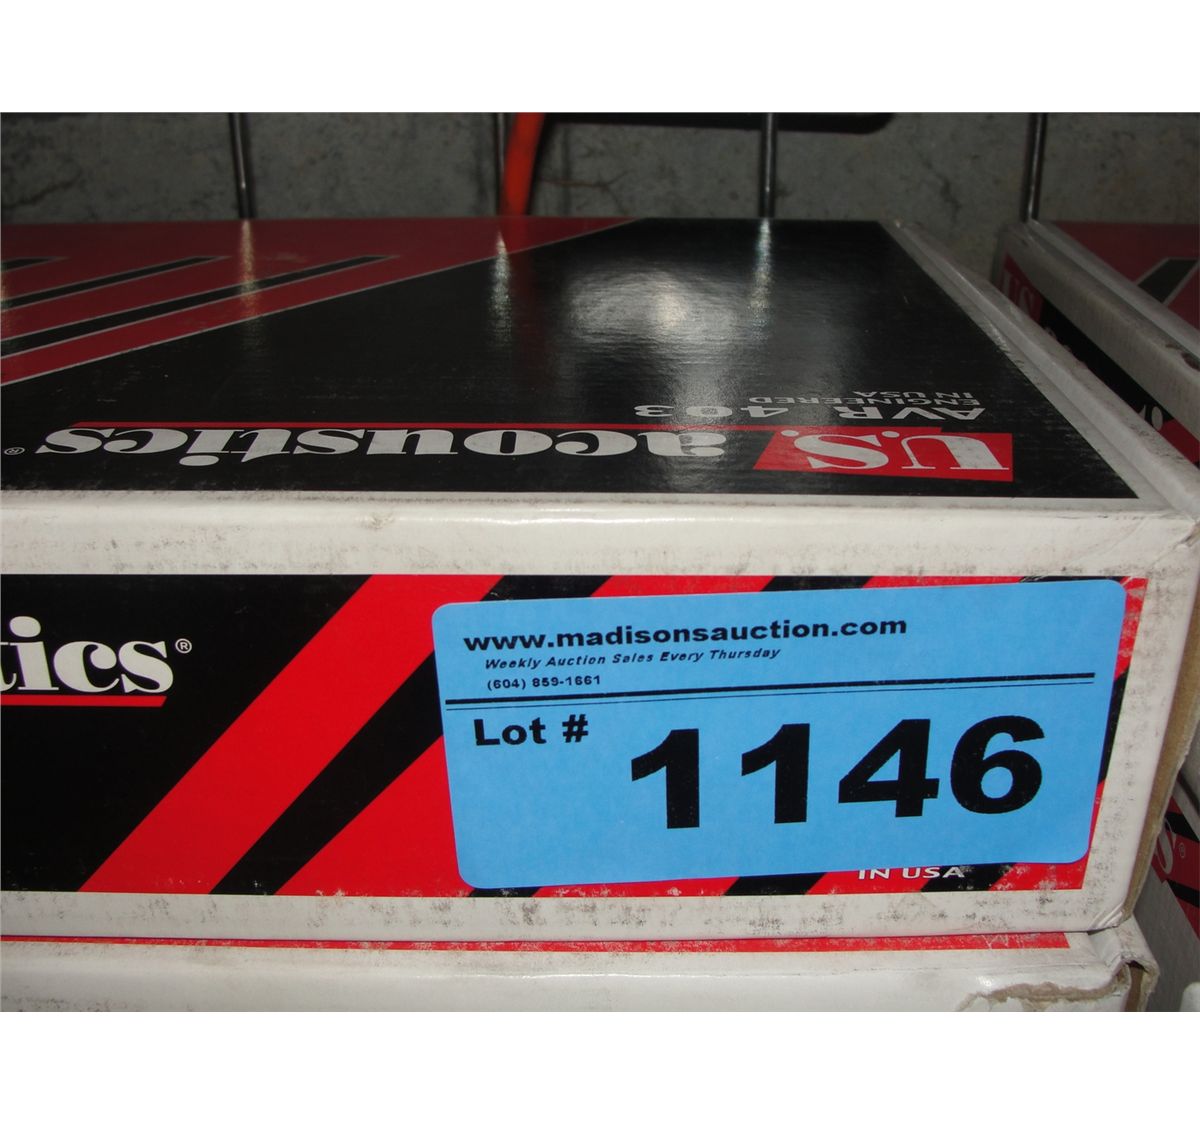 ENGINEERED
IN USA
AVR 403
U.S. acoustics®
tics®
www.madisonsauction.com
Weekly Auction Sales Every Thursday
(604) 859-1661
Lot # 1146
IN USA